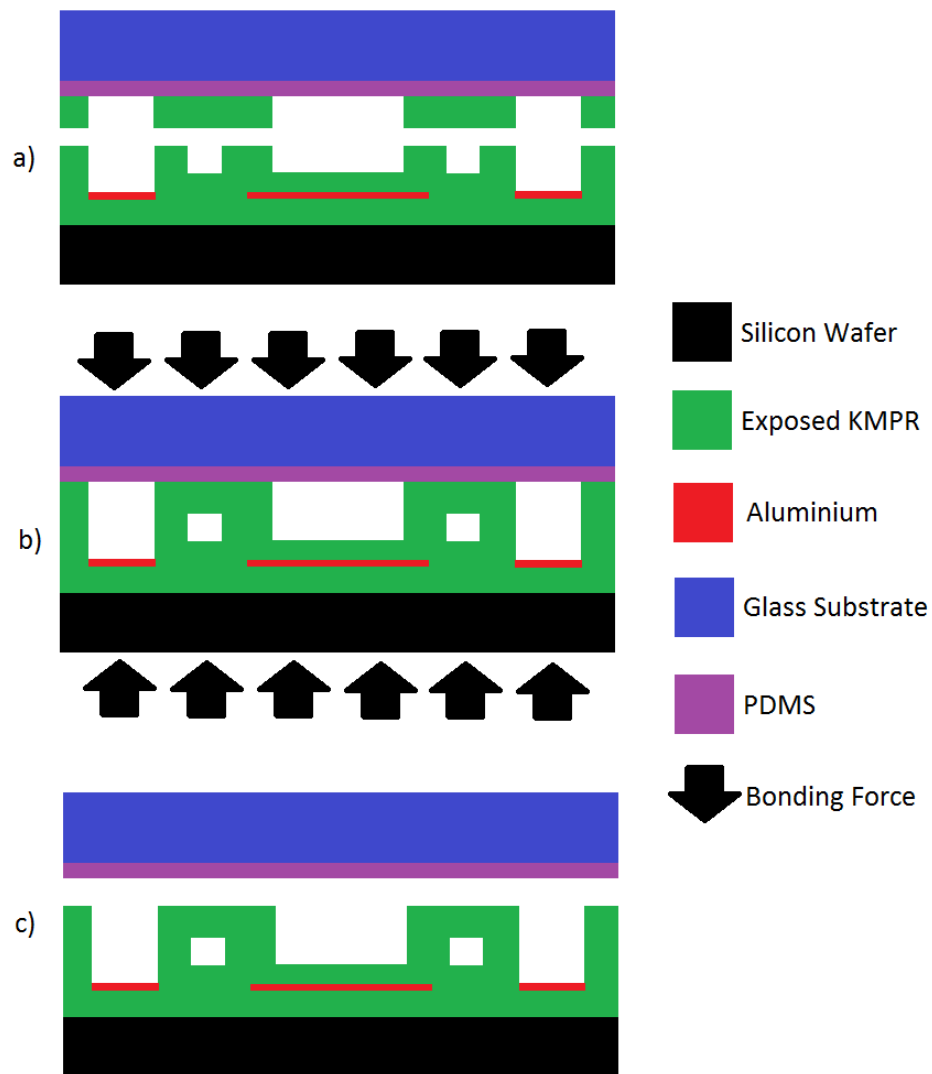 a)
b)
c)
Silicon Wafer
Exposed KMPR
Aluminium
Glass Substrate
PDMS
Bonding Force